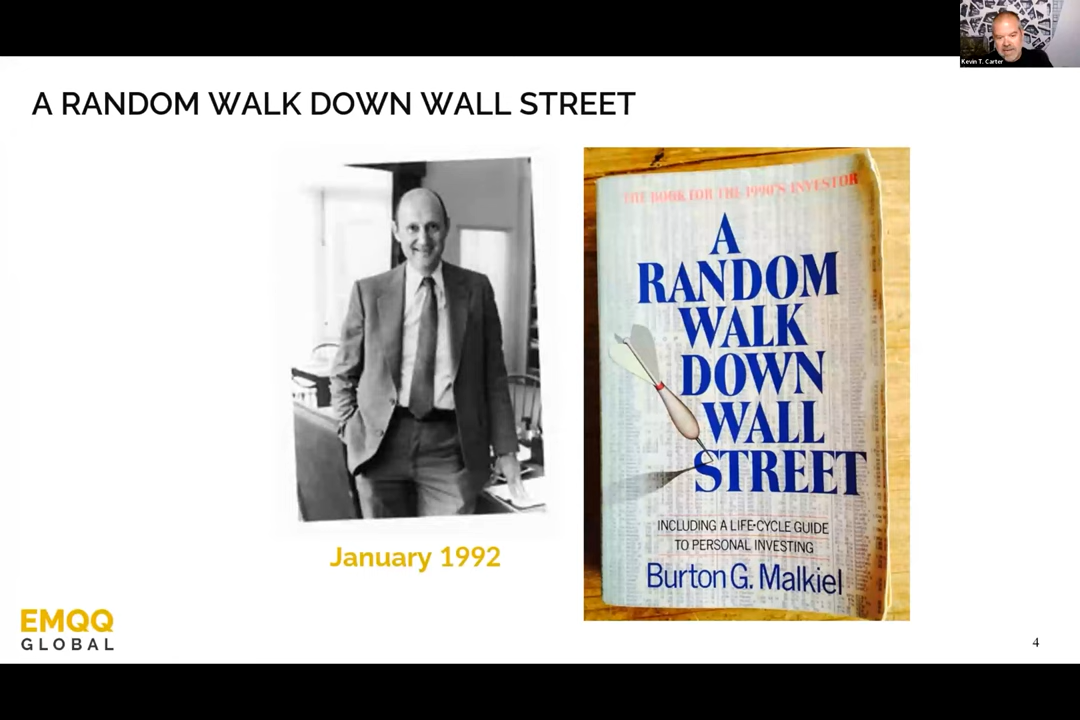 Kevin T. Carter
A RANDOM WALK DOWN WALL STREET
THE BOOK FOR THE 1990'S INVESTOR
A
RANDOM
WALK
DOWN
WALL
STREET
INCLUDING A LIFE•CYCLE GUIDE
TO PERSONAL INVESTING
Burton G. Malkiel
January 1992
EMQQ
GLOBAL
4